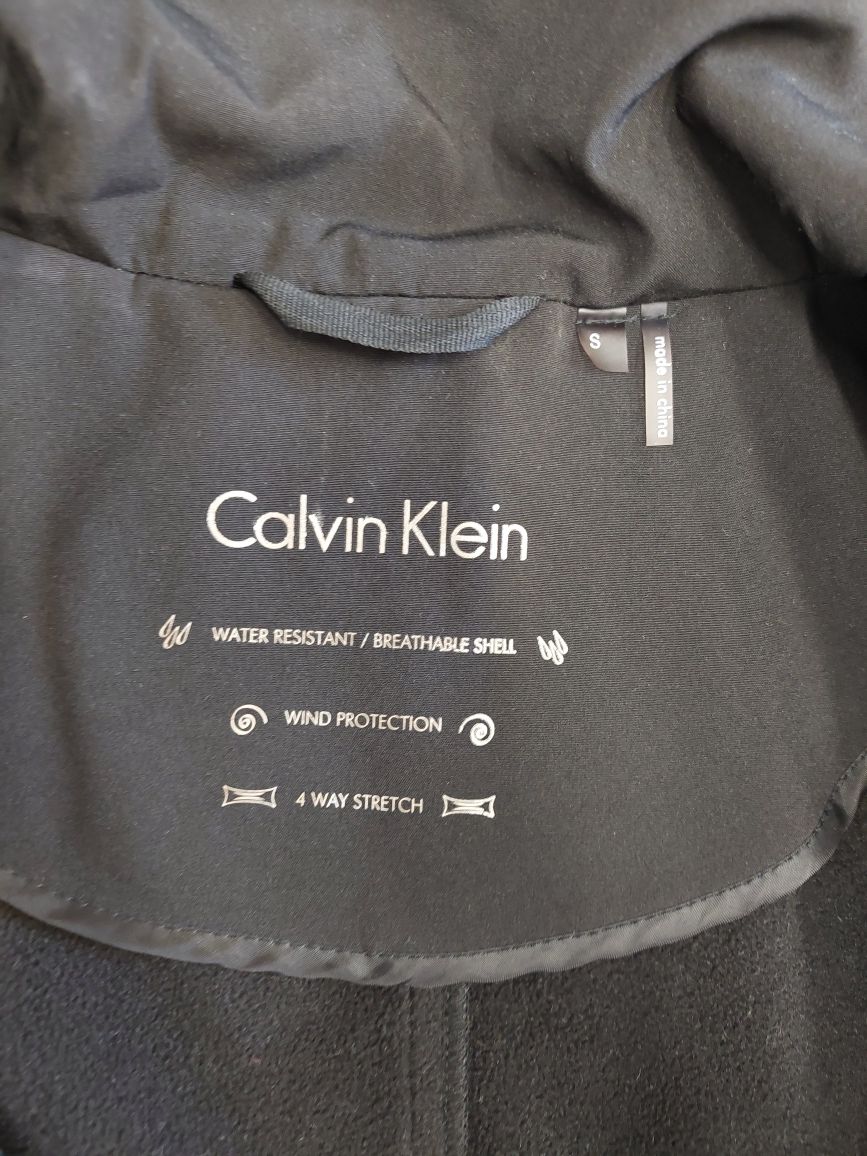 S
made in china
Calvin Klein
WATER RESISTANT / BREATHABLE SHELL
WIND PROTECTION
4 WAY STRETCH